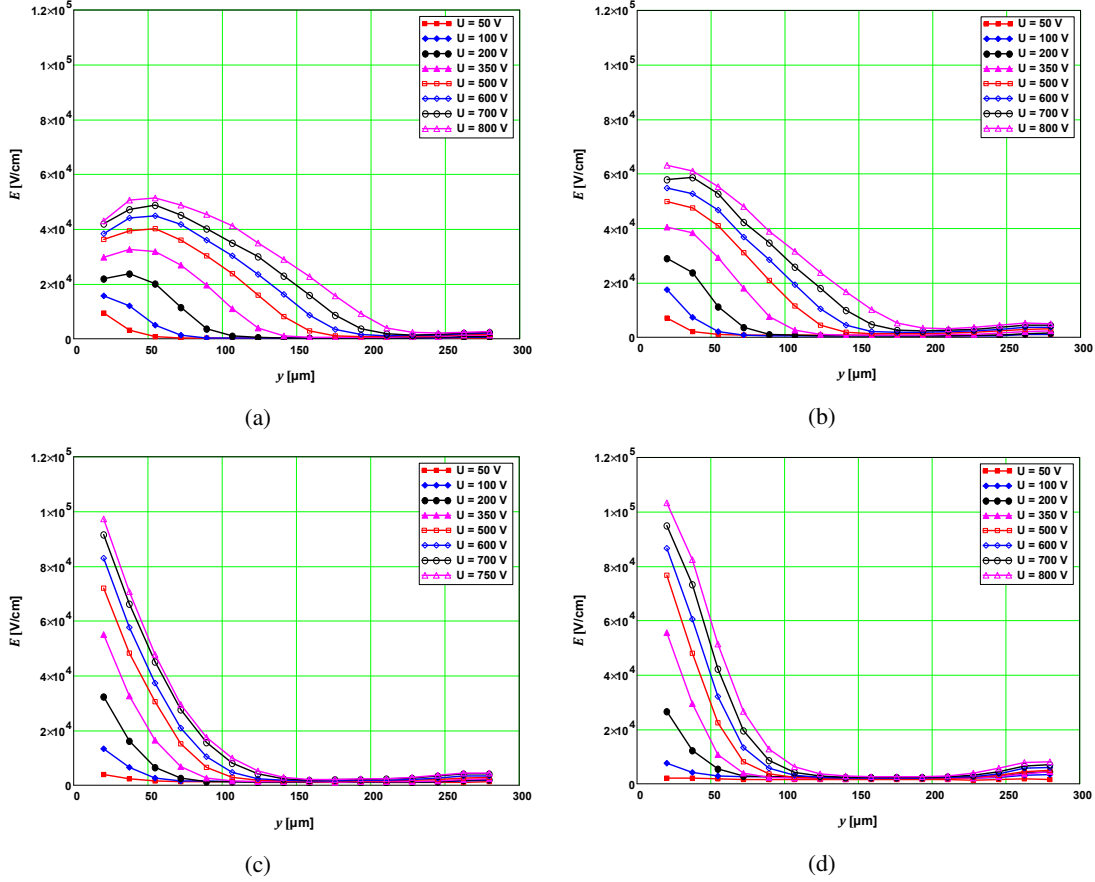 1.2×10⁵
10⁵
8×10⁴
6×10⁴
4×10⁴
2×10⁴
0
E [V/cm]
0 50 100 150 200 250 300
y [µm]
U = 50 V
U = 100 V
U = 200 V
U = 350 V
U = 500 V
U = 600 V
U = 700 V
U = 800 V
(a)
1.2×10⁵
10⁵
8×10⁴
6×10⁴
4×10⁴
2×10⁴
0
E [V/cm]
0 50 100 150 200 250 300
y [µm]
U = 50 V
U = 100 V
U = 200 V
U = 350 V
U = 500 V
U = 600 V
U = 700 V
U = 800 V
(b)
1.2×10⁵
10⁵
8×10⁴
6×10⁴
4×10⁴
2×10⁴
0
E [V/cm]
0 50 100 150 200 250 300
y [µm]
U = 50 V
U = 100 V
U = 200 V
U = 350 V
U = 500 V
U = 600 V
U = 700 V
U = 750 V
(c)
1.2×10⁵
10⁵
8×10⁴
6×10⁴
4×10⁴
2×10⁴
0
E [V/cm]
0 50 100 150 200 250 300
y [µm]
U = 50 V
U = 100 V
U = 200 V
U = 350 V
U = 500 V
U = 600 V
U = 700 V
U = 800 V
(d)